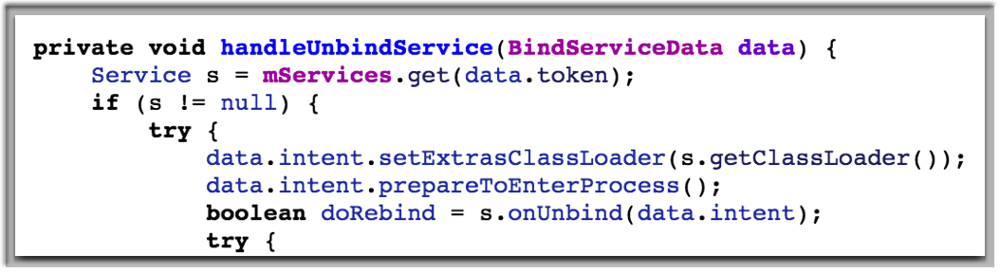 private void handleUnbindService(BindServiceData data) {
    Service s = mServices.get(data.token);
    if (s != null) {
        try {
            data.intent.setExtrasClassLoader(s.getClassLoader());
            data.intent.prepareToEnterProcess();
            boolean doRebind = s.onUnbind(data.intent);
            try {